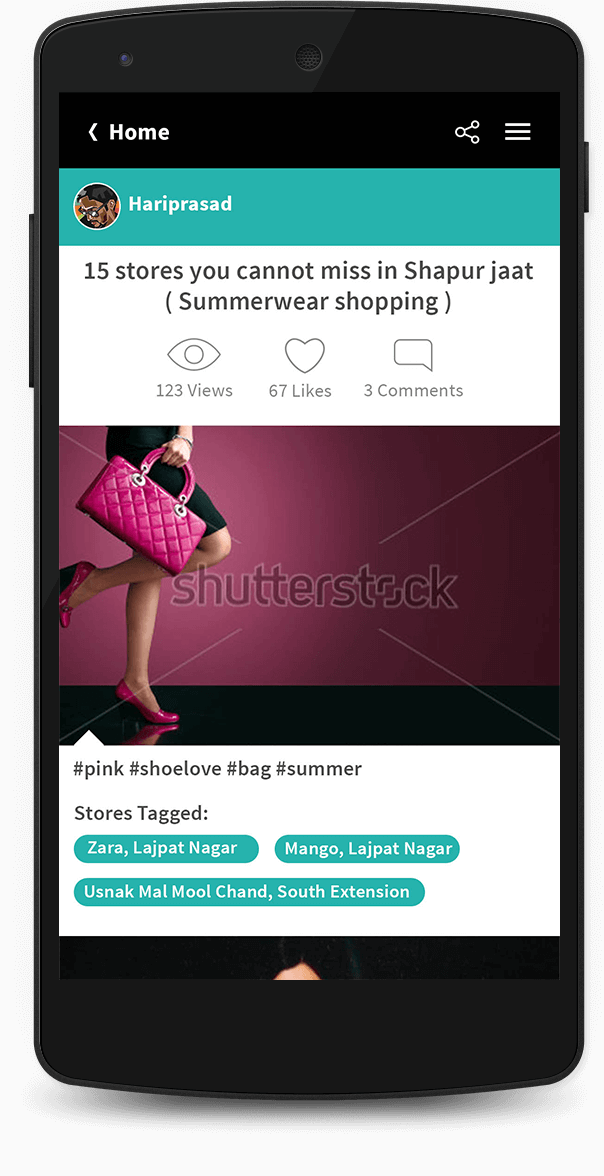 Home
Hariprasad
15 stores you cannot miss in Shapur jaat
( Summerwear shopping )
123 Views 67 Likes 3 Comments
shutterstock
#pink #shoelove #bag #summer
Stores Tagged:
Zara, Lajpat Nagar Mango, Lajpat Nagar
Usnak Mal Mool Chand, South Extension